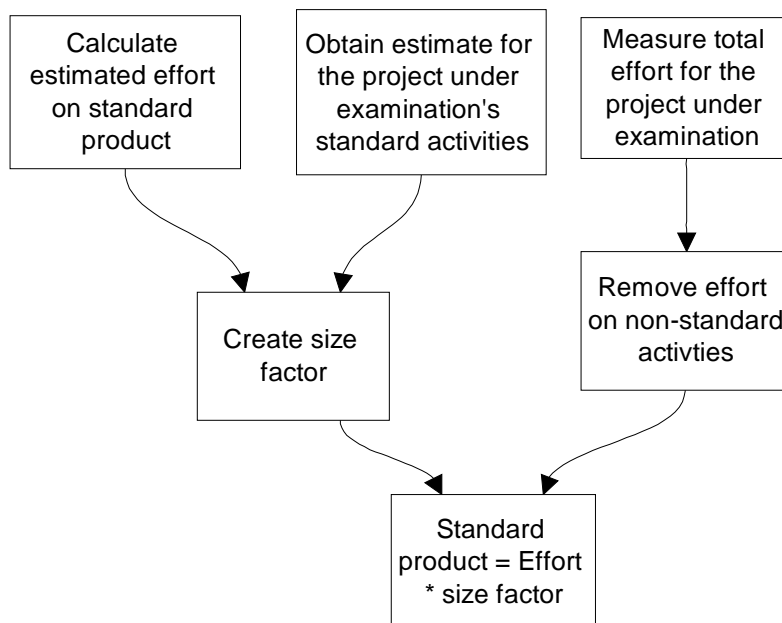 Calculate
estimated effort
on standard
product
Obtain estimate for
the project under
examination's
standard activities
Measure total
effort for the
project under
examination
Create size
factor
Remove effort
on non-standard
activties
Standard
product = Effort
* size factor